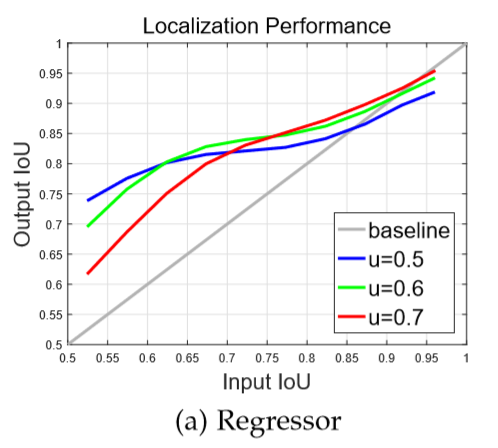 Localization Performance
1
0.95
0.9
0.85
0.8
0.75
0.7
0.65
0.6
0.55
0.5
Output IoU
baseline
u=0.5
u=0.6
u=0.7
0.5 0.55 0.6 0.65 0.7 0.75 0.8 0.85 0.9 0.95 1
Input IoU
(a) Regressor